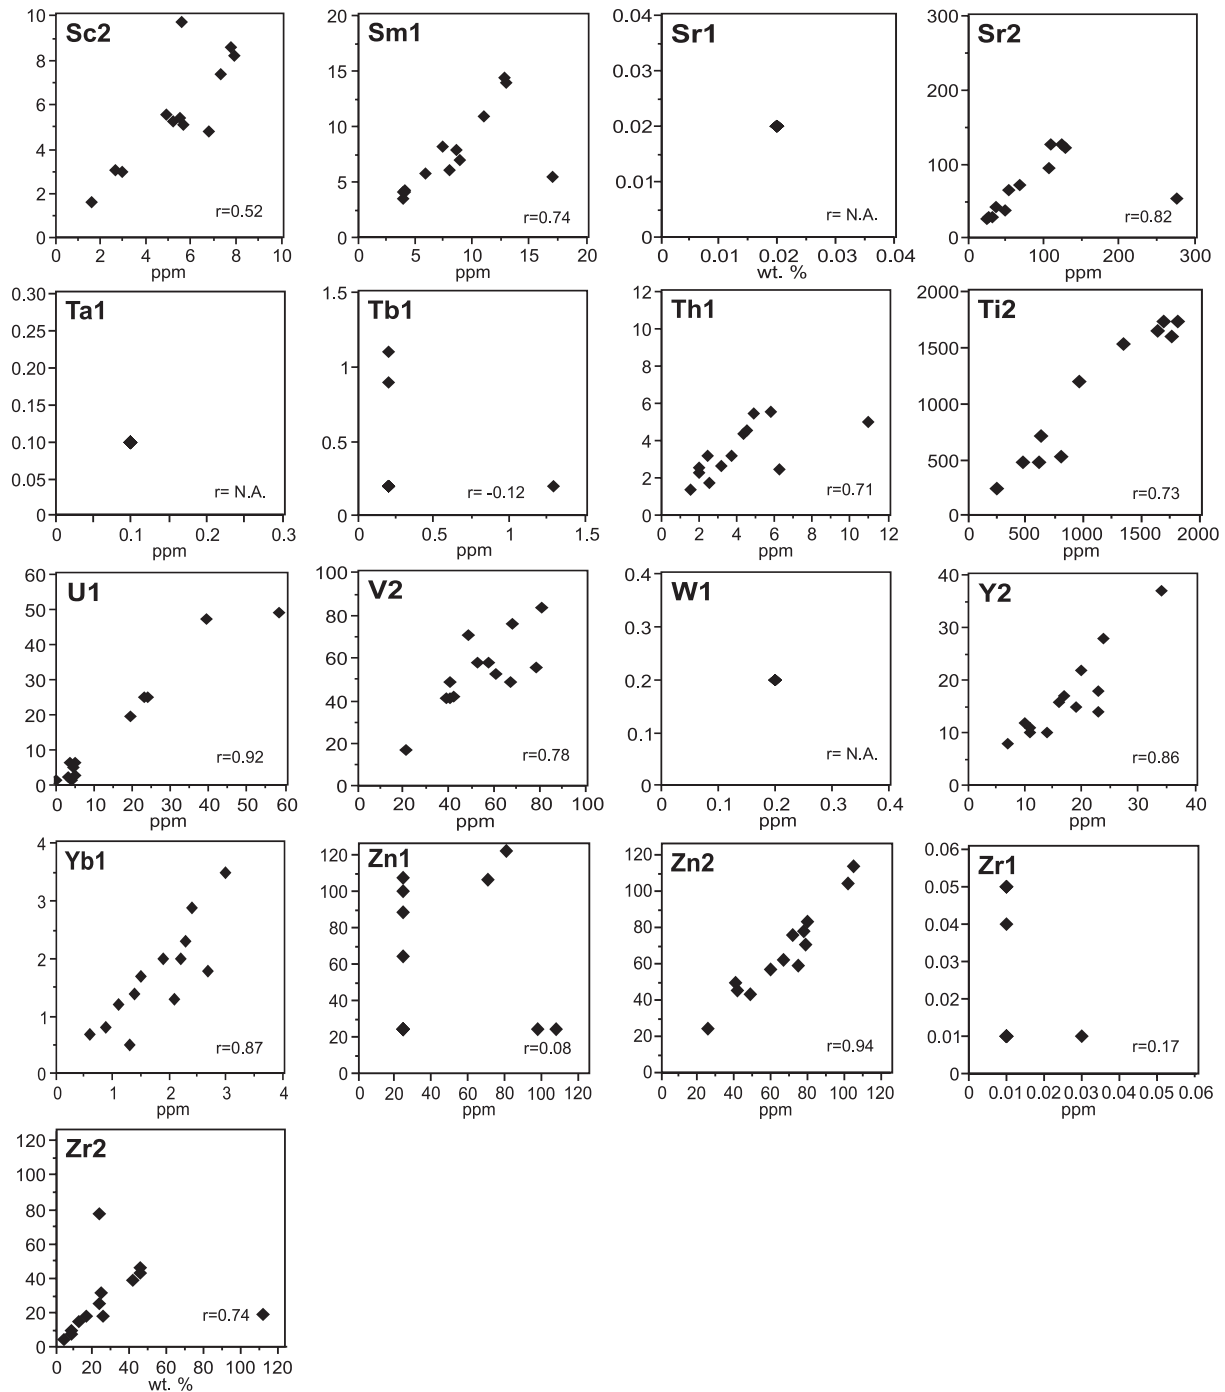 Sc2
10
8
6
4
2
0
r=0.52
0 2 4 6 8 10
ppm
Sm1
20
15
10
5
0
r=0.74
0 5 10 15 20
ppm
Sr1
0.04
0.03
0.02
0.01
0
r= N.A.
0 0.01 0.02 0.03 0.04
wt. %
Sr2
300
200
100
0
r=0.82
0 100 200 300
ppm
Ta1
0.30
0.25
0.20
0.15
0.10
0.05
0
r= N.A.
0 0.1 0.2 0.3
ppm
Tb1
1.5
1
0.5
0
r= -0.12
0 0.5 1 1.5
ppm
Th1
12
10
8
6
4
2
0
r=0.71
0 2 4 6 8 10 12
ppm
Ti2
2000
1500
1000
500
0
r=0.73
0 500 1000 1500 2000
ppm
U1
60
50
40
30
20
10
0
r=0.92
0 10 20 30 40 50 60
ppm
V2
100
80
60
40
20
0
r=0.78
0 20 40 60 80 100
ppm
W1
0.4
0.3
0.2
0.1
0
r= N.A.
0 0.1 0.2 0.3 0.4
ppm
Y2
40
30
20
10
0
r=0.86
0 10 20 30 40
ppm
Yb1
4
3
2
1
0
r=0.87
0 1 2 3 4
ppm
Zn1
120
100
80
60
40
20
0
r=0.08
0 20 40 60 80 100 120
ppm
Zn2
120
100
80
60
40
20
0
r=0.94
0 20 40 60 80 100 120
ppm
Zr1
0.06
0.05
0.04
0.03
0.02
0.01
0
r=0.17
0 0.01 0.02 0.03 0.04 0.05 0.06
ppm
Zr2
120
100
80
60
40
20
0
r=0.74
0 20 40 60 80 100 120
wt. %